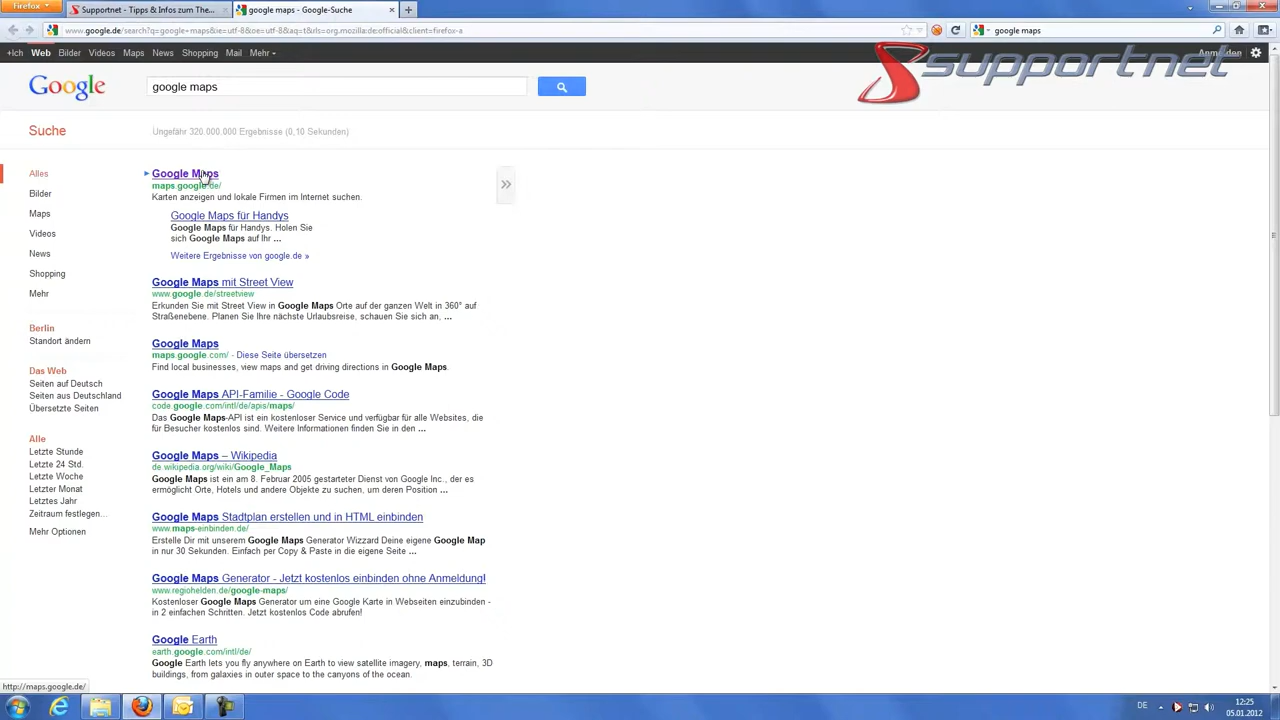 Firefox
Supportnet - Tipps & Infos zum The...
google maps - Google-Suche
www.google.de/search?q=google+maps&ie=utf-8&oe=utf-8&aq=t&rls=org.mozilla:de:official&client=firefox-a
google maps
+Ich Web Bilder Videos Maps News Shopping Mail Mehr
Anmelden
supportnet
Google
google maps
Suche
Ungefähr 320.000.000 Ergebnisse (0,10 Sekunden)
Alles
Bilder
Maps
Videos
News
Shopping
Mehr
Berlin
Standort ändern
Das Web
Seiten auf Deutsch
Seiten aus Deutschland
Übersetzte Seiten
Alle
Letzte Stunde
Letzte 24 Std.
Letzte Woche
Letzter Monat
Letztes Jahr
Zeitraum festlegen...
Mehr Optionen
Google Maps
maps.google.de/
Karten anzeigen und lokale Firmen im Internet suchen.
Google Maps für Handys
Google Maps für Handys. Holen Sie
sich Google Maps auf Ihr ...
Weitere Ergebnisse von google.de »
Google Maps mit Street View
www.google.de/streetview
Erkunden Sie mit Street View in Google Maps Orte auf der ganzen Welt in 360° auf
Straßenebene. Planen Sie Ihre nächste Urlaubsreise, schauen Sie sich an, ...
Google Maps
maps.google.com/ - Diese Seite übersetzen
Find local businesses, view maps and get driving directions in Google Maps.
Google Maps API-Familie - Google Code
code.google.com/intl/de/apis/maps/
Das Google Maps-API ist ein kostenloser Service und verfügbar für alle Websites, die
für Besucher kostenlos sind. Weitere Informationen finden Sie in den ...
Google Maps – Wikipedia
de.wikipedia.org/wiki/Google_Maps
Google Maps ist ein am 8. Februar 2005 gestarteter Dienst von Google Inc., der es
ermöglicht Orte, Hotels und andere Objekte zu suchen, um deren Position ...
Google Maps Stadtplan erstellen und in HTML einbinden
www.maps-einbinden.de/
Erstelle Dir mit unserem Google Maps Generator Wizzard Deine eigene Google Map
in nur 30 Sekunden. Einfach per Copy & Paste in die eigene Seite ...
Google Maps Generator - Jetzt kostenlos einbinden ohne Anmeldung!
www.regiohelden.de/google-maps/
Kostenloser Google Maps Generator um eine Google Karte in Webseiten einzubinden -
in 2 einfachen Schritten. Jetzt kostenlos Code abrufen!
Google Earth
earth.google.com/intl/de/
Google Earth lets you fly anywhere on Earth to view satellite imagery, maps, terrain, 3D
buildings, from galaxies in outer space to the canyons of the ocean.
http://maps.google.de/
DE
12:25
05.01.2012